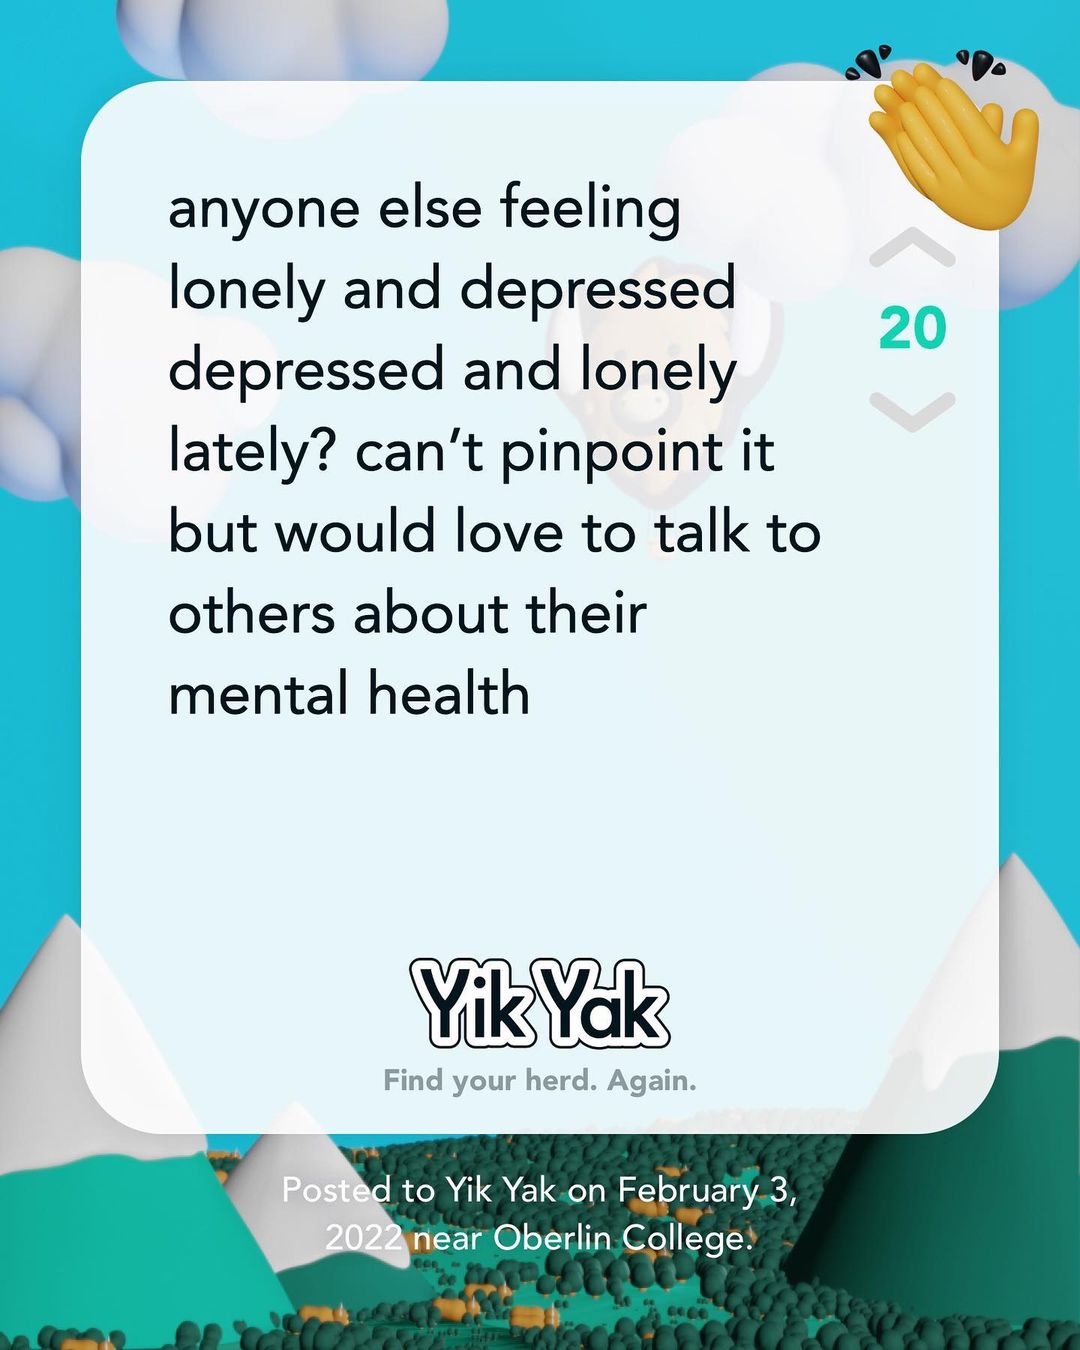 anyone else feeling
lonely and depressed
depressed and lonely
lately? can’t pinpoint it
but would love to talk to
others about their
mental health
20
Yik Yak
Find your herd. Again.
Posted to Yik Yak on February 3,
2022 near Oberlin College.